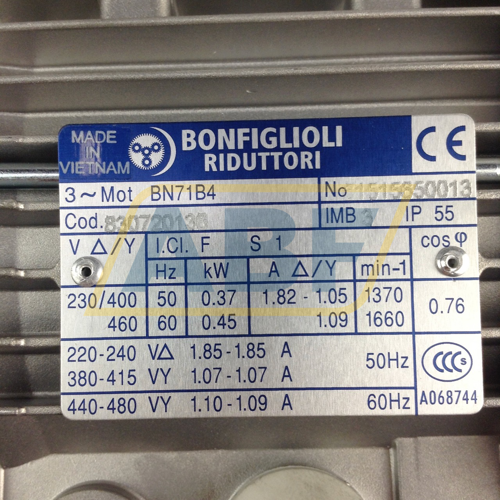 MADE IN VIETNAM
BONFIGLIOLI
RIDUTTORI
CE
3~Mot BN71B4 No
Cod. IMB 3 IP 55
V △/Y I.Cl. F S 1 cos φ
Hz kW A △/Y min-1
230/400 50 0.37 1.82 - 1.05 1370 0.76
460 60 0.45 1.09 1660
220-240 V△ 1.85-1.85 A 50Hz
380-415 VY 1.07-1.07 A
CCC S
440-480 VY 1.10-1.09 A 60Hz A068744
ABF